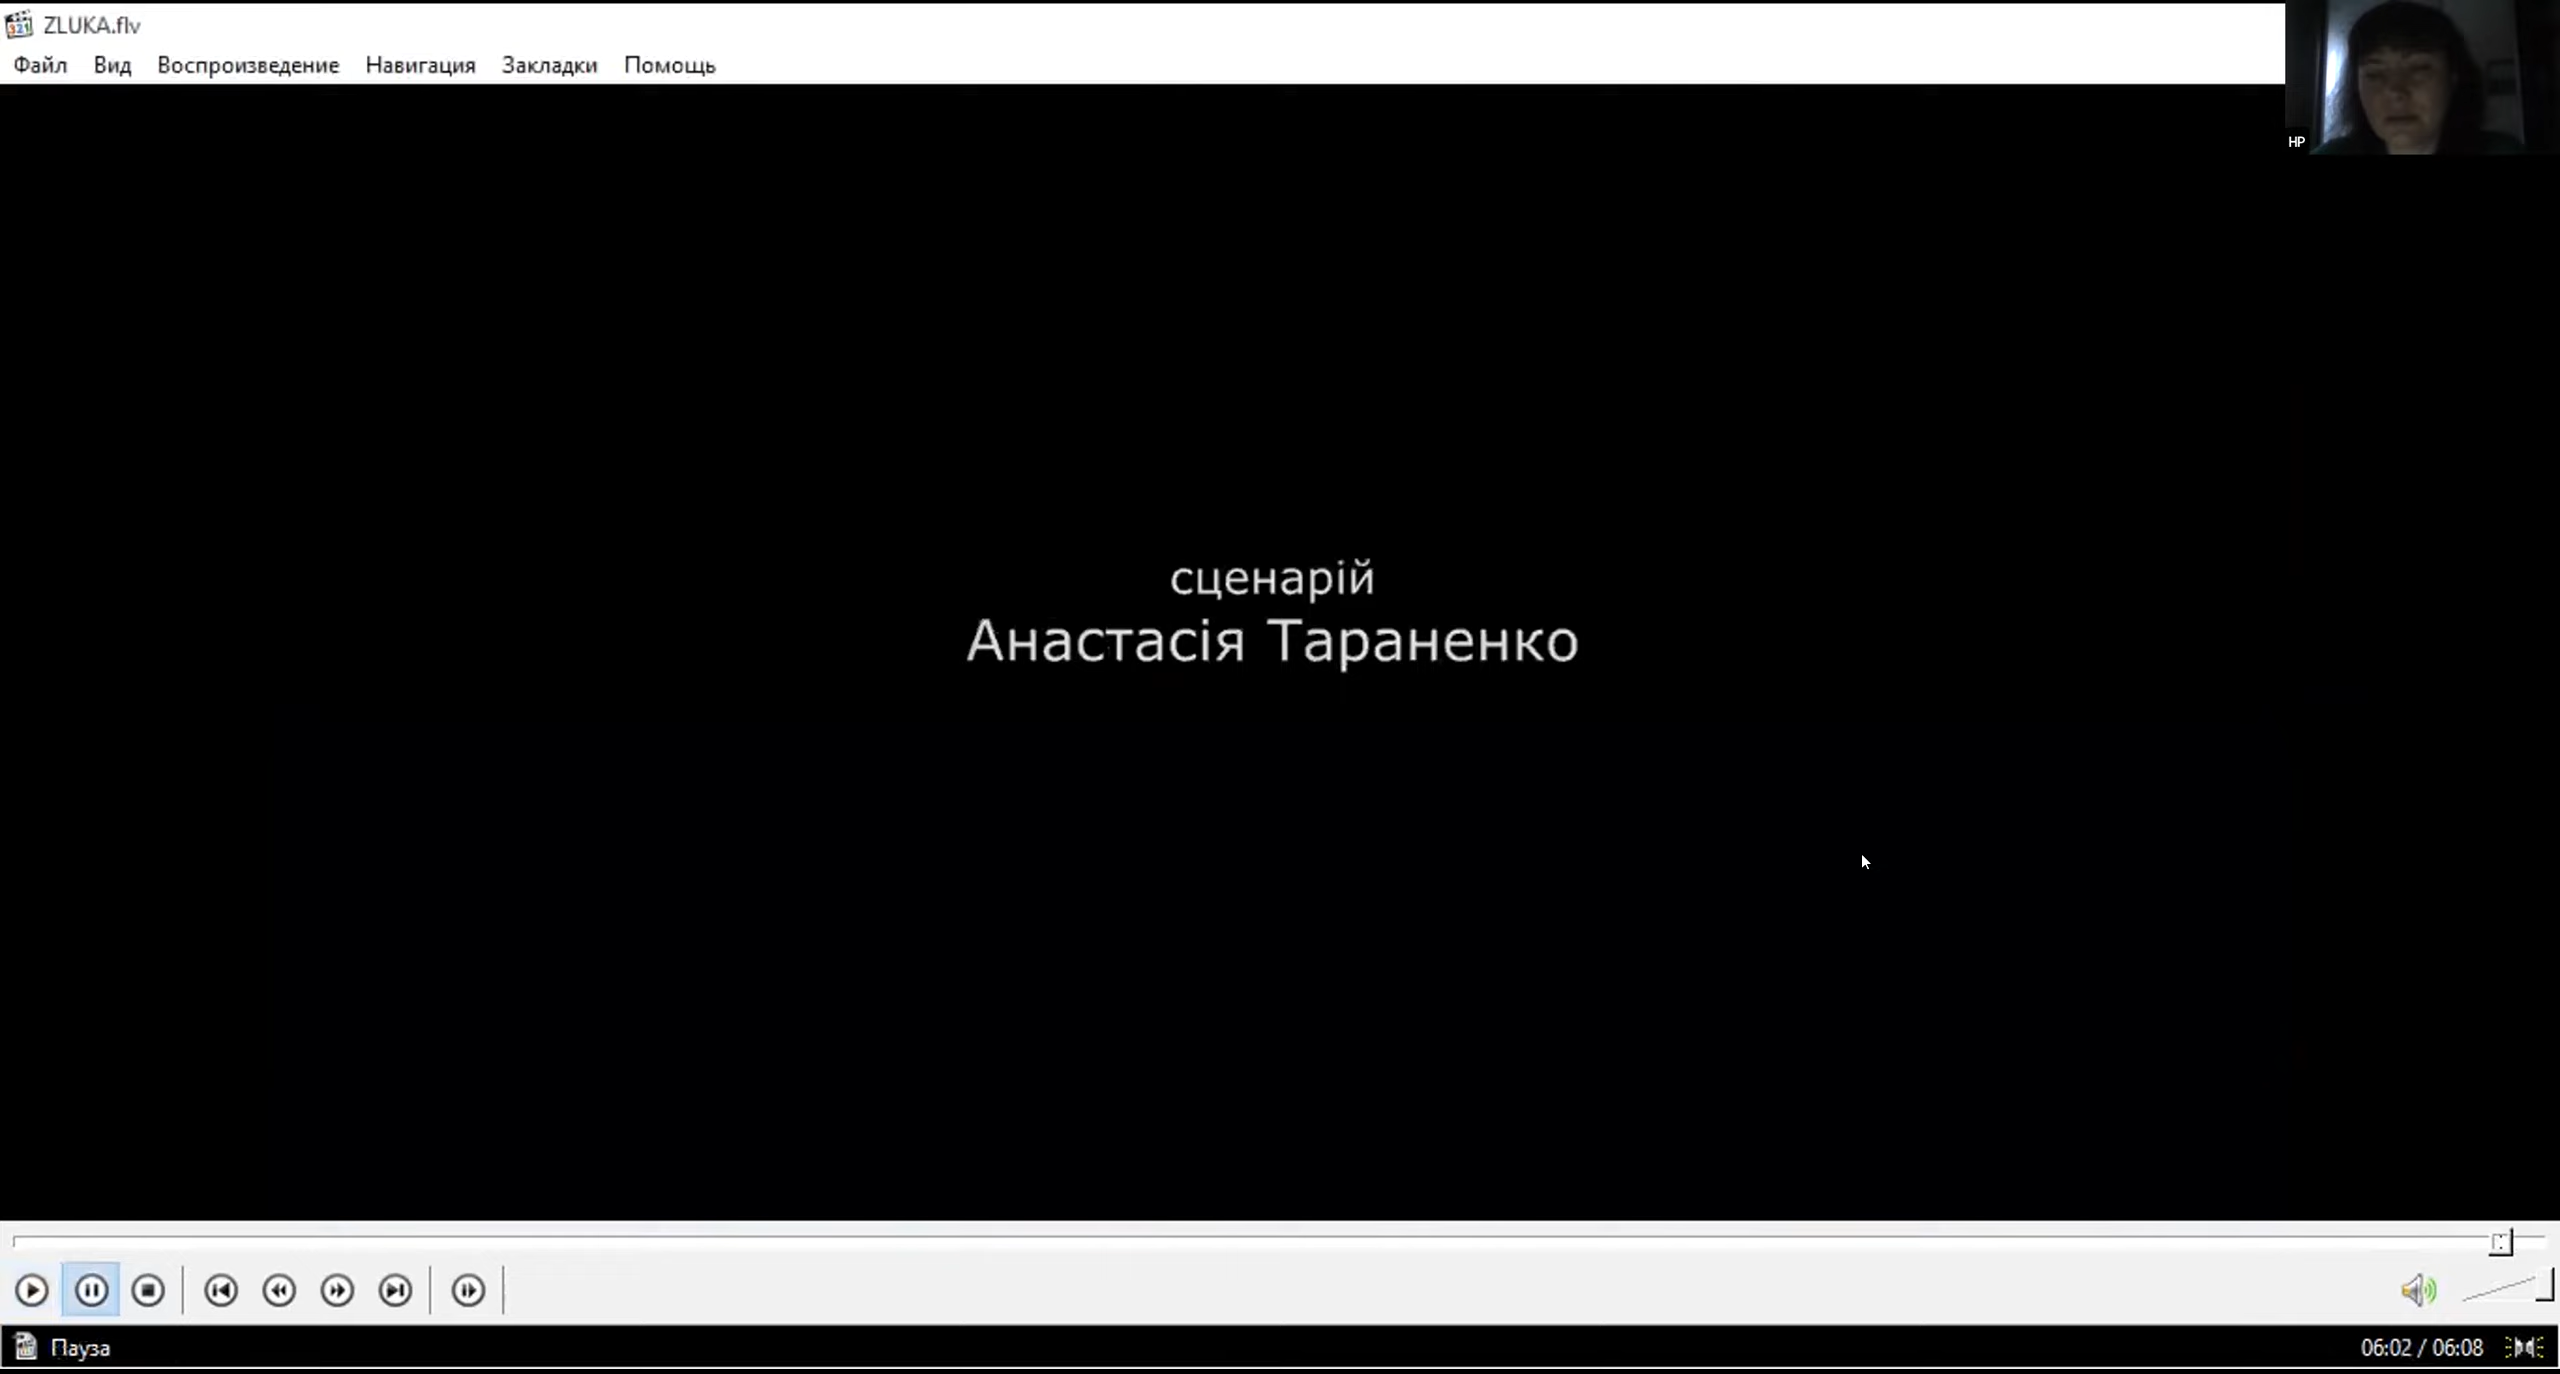 ZLUKA.flv
Файл Вид Воспроизведение Навигация Закладки Помощь
HP
сценарій
Анастасія Тараненко
Пауза
06:02 / 06:08